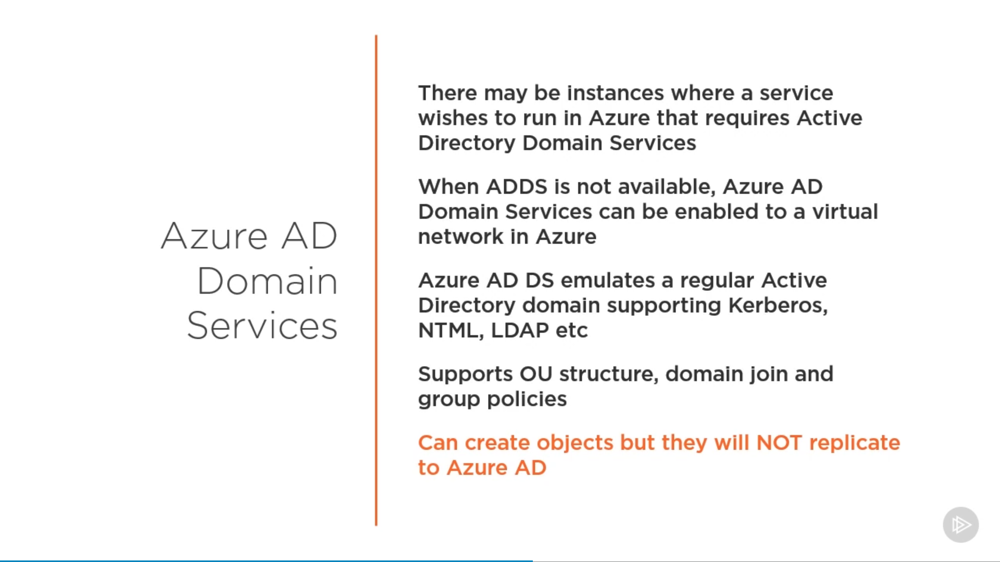 Azure AD
Domain
Services
There may be instances where a service
wishes to run in Azure that requires Active
Directory Domain Services
When ADDS is not available, Azure AD
Domain Services can be enabled to a virtual
network in Azure
Azure AD DS emulates a regular Active
Directory domain supporting Kerberos,
NTML, LDAP etc
Supports OU structure, domain join and
group policies
Can create objects but they will NOT replicate
to Azure AD